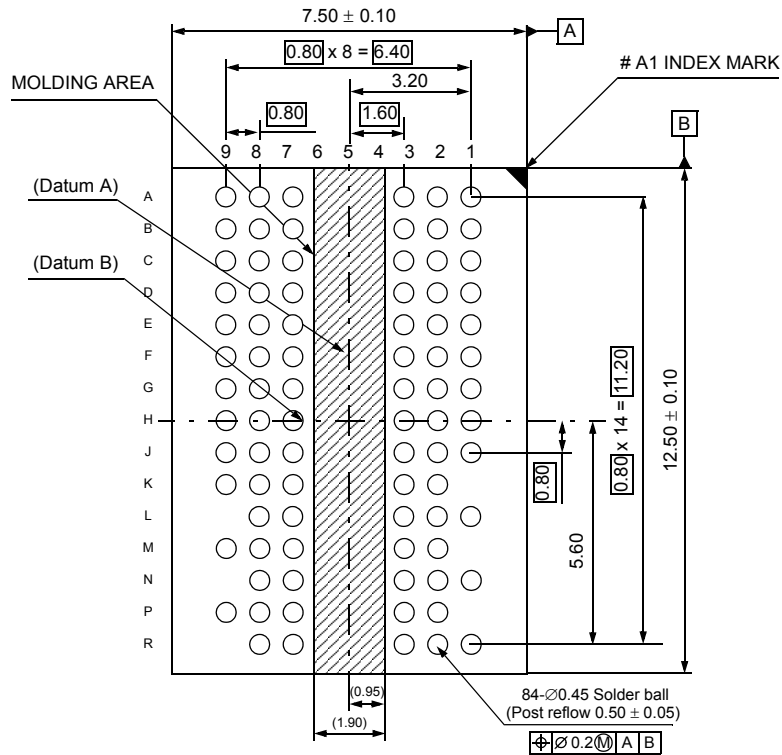 7.50 ± 0.10
A
0.80 x 8 = 6.40
# A1 INDEX MARK
3.20
MOLDING AREA
0.80
1.60
B
9 8 7 6 5 4 3 2 1
(Datum A)
A
B
(Datum B)
C
D
E
F
G
H
J
K
L
M
N
P
R
0.80
5.60
0.80 x 14 = 11.20
12.50 ± 0.10
(0.95)
(1.90)
84-∅0.45 Solder ball
(Post reflow 0.50 ± 0.05)
⌖ ∅ 0.2 Ⓜ A B